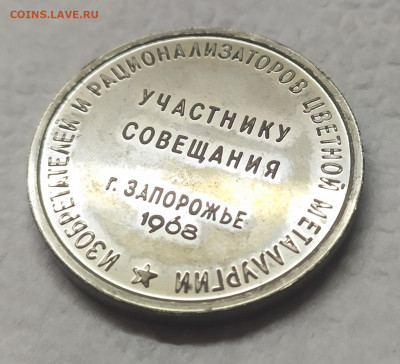 COINS.LAVE.RU
УЧАСТНИКУ
СОВЕЩАНИЯ
ИЗОБРЕТАТЕЛЕЙ И РАЦИОНАЛИЗАТОРОВ ЦВЕТНОЙ МЕТАЛЛУРГИИ
г. ЗАПОРОЖЬЕ
1968